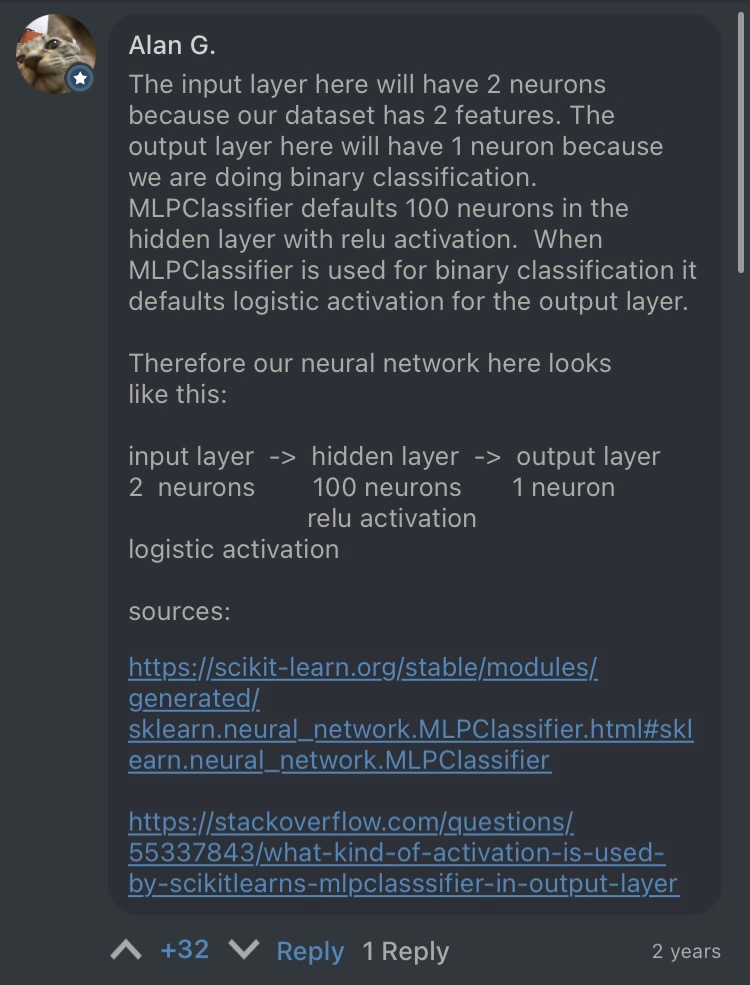 Alan G.
The input layer here will have 2 neurons
because our dataset has 2 features. The
output layer here will have 1 neuron because
we are doing binary classification.
MLPClassifier defaults 100 neurons in the
hidden layer with relu activation.  When
MLPClassifier is used for binary classification it
defaults logistic activation for the output layer.
Therefore our neural network here looks
like this:
input layer  ->  hidden layer  ->  output layer
2  neurons        100 neurons       1 neuron
relu activation
logistic activation
sources:
https://scikit-learn.org/stable/modules/
generated/
sklearn.neural_network.MLPClassifier.html#skl
earn.neural_network.MLPClassifier
https://stackoverflow.com/questions/
55337843/what-kind-of-activation-is-used-
by-scikitlearns-mlpclasssifier-in-output-layer
+32 Reply 1 Reply 2 years